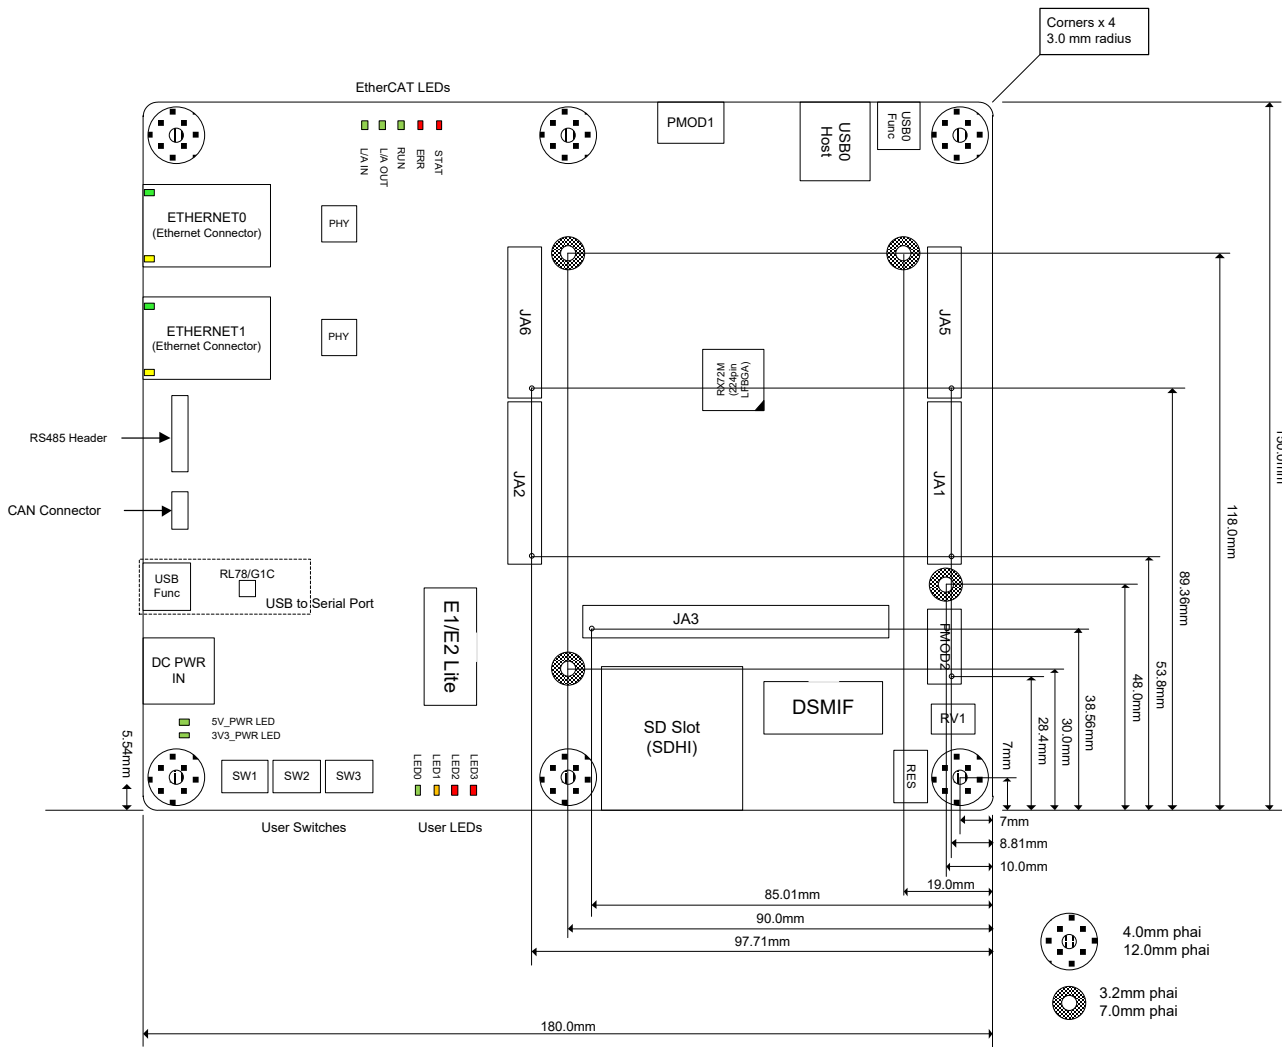 Corners x 4
3.0 mm radius
EtherCAT LEDs
L/A IN
L/A OUT
RUN
ERR
STAT
PMOD1
USB0
Host
USB0
Func
ETHERNET0
(Ethernet Connector)
PHY
ETHERNET1
(Ethernet Connector)
PHY
JA6
JA5
RX72M
(224pin
LFBGA)
RS485 Header
CAN Connector
JA2
JA1
150.0mm
118.0mm
89.36mm
53.8mm
48.0mm
38.56mm
30.0mm
28.4mm
7mm
USB
Func
RL78/G1C
USB to Serial Port
E1/E2 Lite
JA3
PMOD2
DC PWR
IN
SD Slot
(SDHI)
DSMIF
RV1
RES
5V_PWR LED
3V3_PWR LED
5.54mm
SW1
SW2
SW3
LED0
LED1
LED2
LED3
User Switches
User LEDs
7mm
8.81mm
10.0mm
19.0mm
85.01mm
90.0mm
97.71mm
180.0mm
4.0mm phai
12.0mm phai
3.2mm phai
7.0mm phai